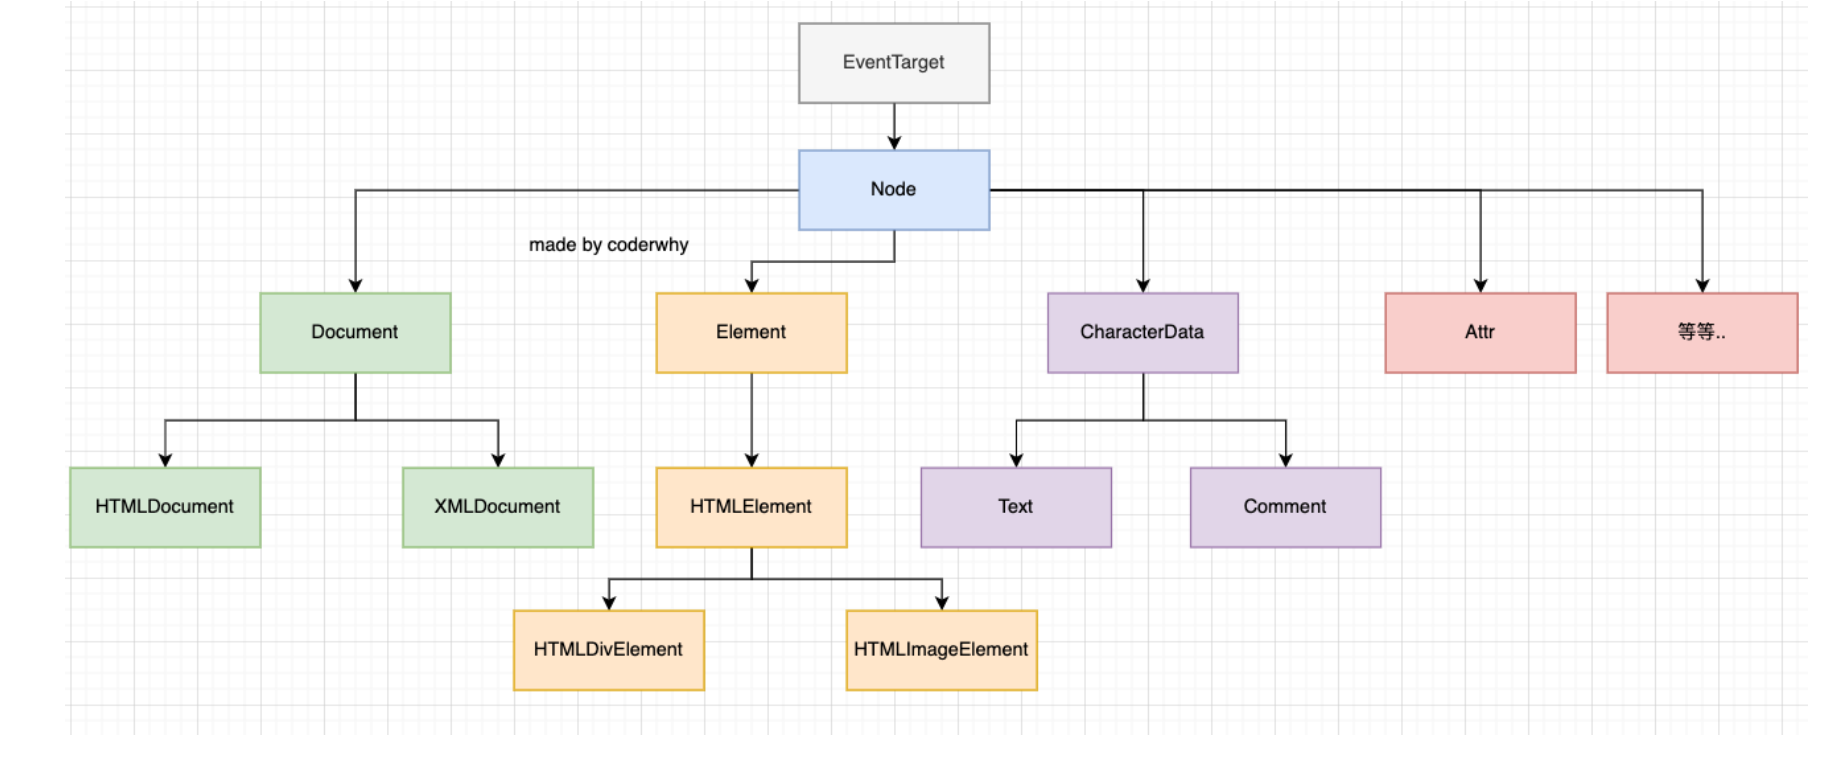 EventTarget
Node
made by coderwhy
Document
Element
CharacterData
Attr
等等..
HTMLDocument
XMLDocument
HTMLElement
Text
Comment
HTMLDivElement
HTMLImageElement